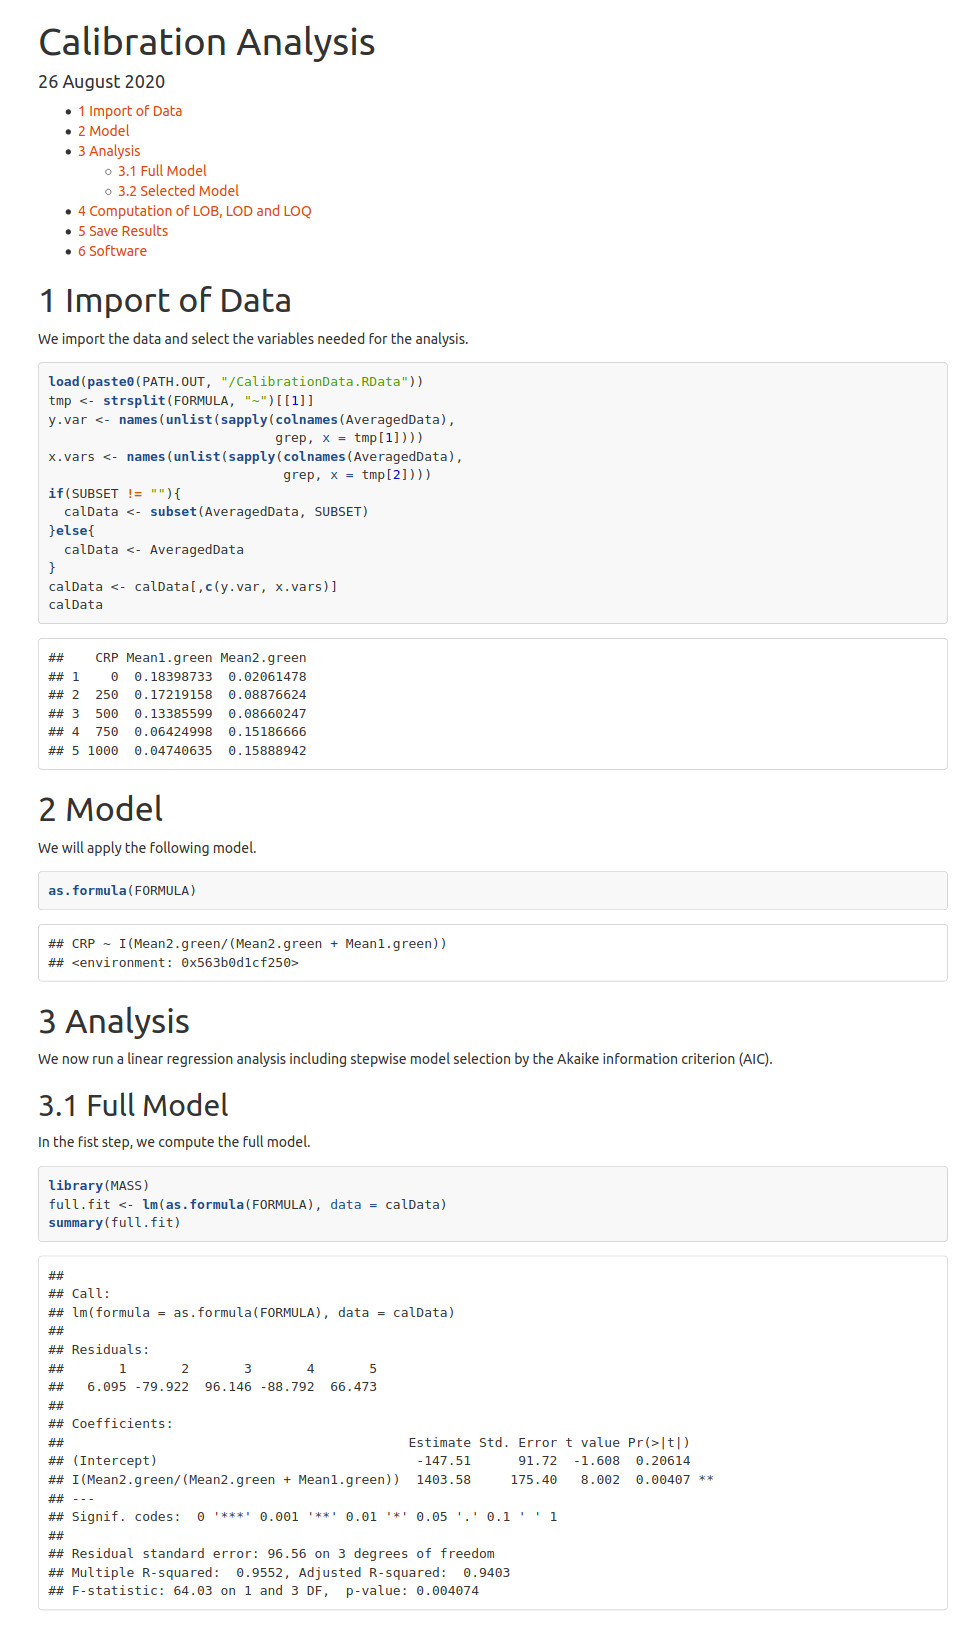 Calibration Analysis
26 August 2020
• 1 Import of Data
• 2 Model
• 3 Analysis
◦ 3.1 Full Model
◦ 3.2 Selected Model
• 4 Computation of LOB, LOD and LOQ
• 5 Save Results
• 6 Software
1 Import of Data
We import the data and select the variables needed for the analysis.
load(paste0(PATH.OUT, "/CalibrationData.RData"))
tmp <- strsplit(FORMULA, "~")[[1]]
y.var <- names(unlist(sapply(colnames(AveragedData),
                             grep, x = tmp[1])))
x.vars <- names(unlist(sapply(colnames(AveragedData),
                              grep, x = tmp[2])))
if(SUBSET != ""){
  calData <- subset(AveragedData, SUBSET)
}else{
  calData <- AveragedData
}
calData <- calData[,c(y.var, x.vars)]
calData
##    CRP Mean1.green Mean2.green
## 1    0  0.18398733  0.02061478
## 2  250  0.17219158  0.08876624
## 3  500  0.13385599  0.08660247
## 4  750  0.06424998  0.15186666
## 5 1000  0.04740635  0.15888942
2 Model
We will apply the following model.
as.formula(FORMULA)
## CRP ~ I(Mean2.green/(Mean2.green + Mean1.green))
## <environment: 0x563b0d1cf250>
3 Analysis
We now run a linear regression analysis including stepwise model selection by the Akaike information criterion (AIC).
3.1 Full Model
In the fist step, we compute the full model.
library(MASS)
full.fit <- lm(as.formula(FORMULA), data = calData)
summary(full.fit)
##
## Call:
## lm(formula = as.formula(FORMULA), data = calData)
##
## Residuals:
##       1       2       3       4       5
##   6.095 -79.922  96.146 -88.792  66.473
##
## Coefficients:
##                                            Estimate Std. Error t value Pr(>|t|)
## (Intercept)                                 -147.51      91.72  -1.608  0.20614
## I(Mean2.green/(Mean2.green + Mean1.green))  1403.58     175.40   8.002  0.00407 **
## ---
## Signif. codes:  0 '***' 0.001 '**' 0.01 '*' 0.05 '.' 0.1 ' ' 1
##
## Residual standard error: 96.56 on 3 degrees of freedom
## Multiple R-squared:  0.9552, Adjusted R-squared:  0.9403
## F-statistic: 64.03 on 1 and 3 DF,  p-value: 0.004074